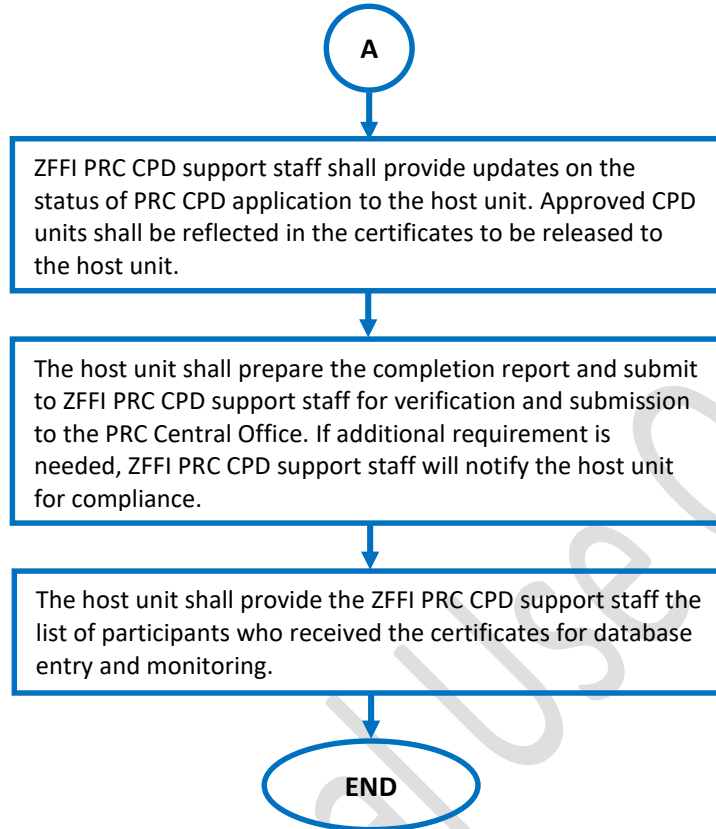 A
ZFFI PRC CPD support staff shall provide updates on the
status of PRC CPD application to the host unit. Approved CPD
units shall be reflected in the certificates to be released to
the host unit.
The host unit shall prepare the completion report and submit
to ZFFI PRC CPD support staff for verification and submission
to the PRC Central Office. If additional requirement is
needed, ZFFI PRC CPD support staff will notify the host unit
for compliance.
The host unit shall provide the ZFFI PRC CPD support staff the
list of participants who received the certificates for database
entry and monitoring.
END
Use